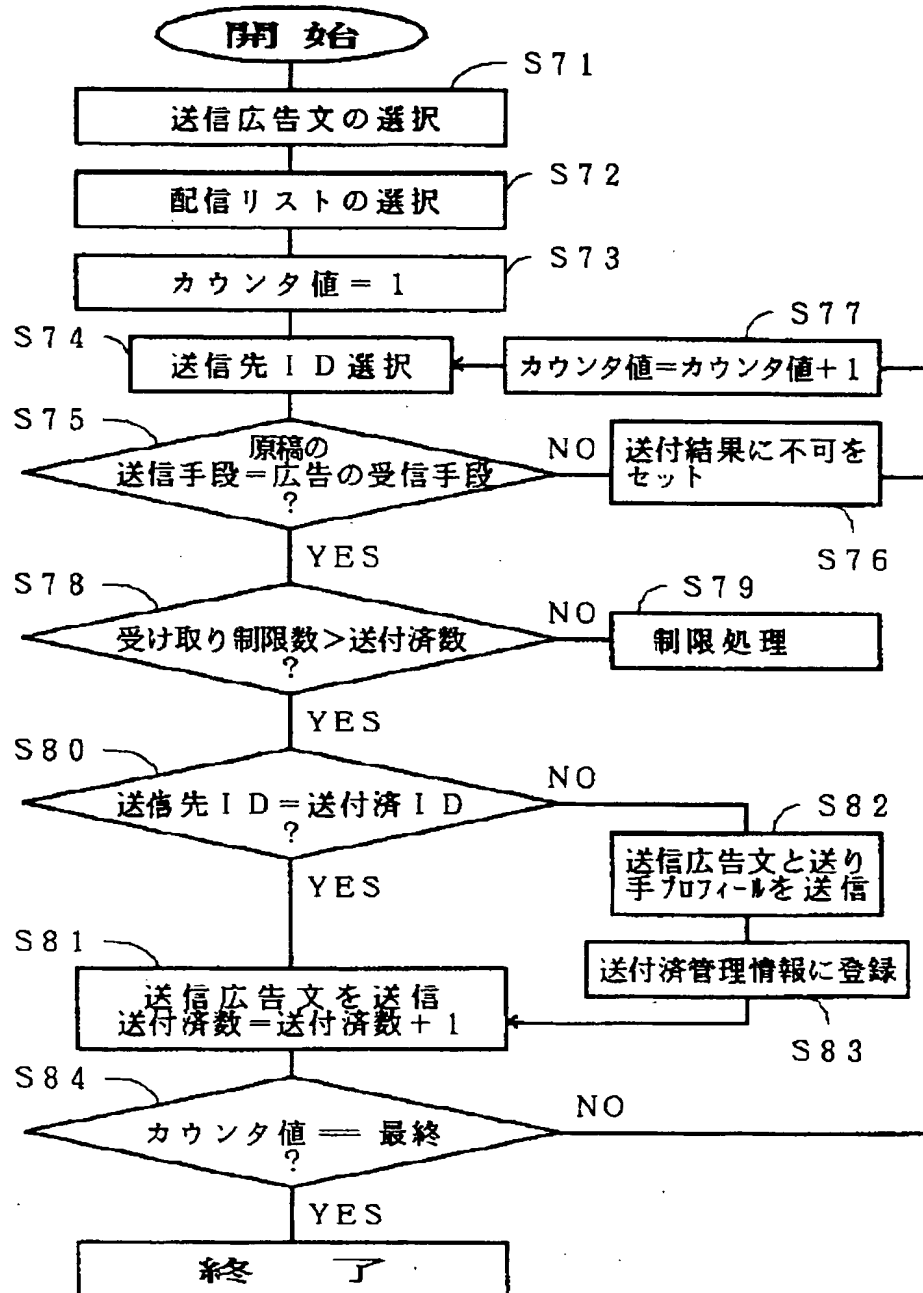 開始
S71
送信広告文の選択
S72
配信リストの選択
S73
カウンタ値=1
S74
送信先ID選択
S77
カウンタ値=カウンタ値+1
S75
原稿の
送信手段=広告の受信手段
?
NO
送付結果に不可を
セット
S76
YES
S78
受け取り制限数>送付済数
?
NO
S79
制限処理
YES
S80
送信先ID=送付済ID
?
NO
S82
送信広告文と送り
手プロフィールを送信
YES
S81
送信広告文を送信
送付済数=送付済数+1
送付済管理情報に登録
S83
S84
カウンタ値==最終
?
NO
YES
終了